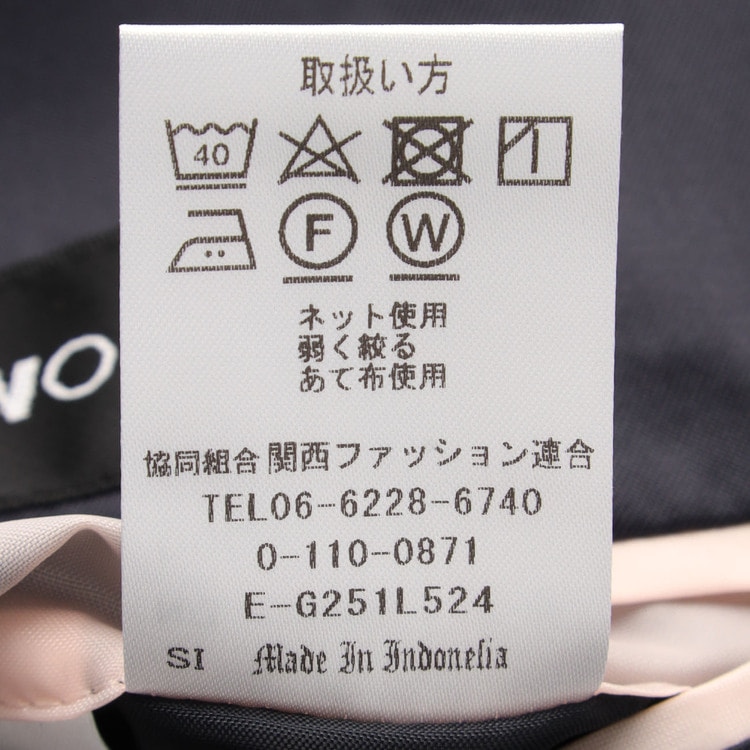 取扱い方
40
F W
ネット使用
弱く絞る
あて布使用
協同組合 関西ファッション連合
TEL06-6228-6740
0-110-0871
E-G251L524
SI Made In Indonesia